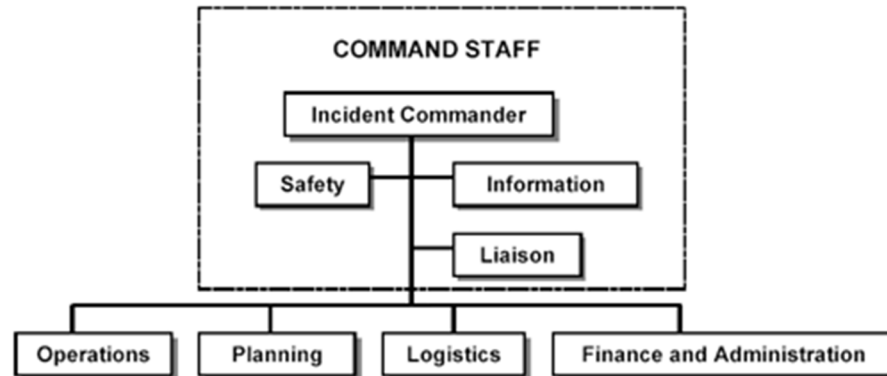 COMMAND STAFF
Incident Commander
Safety
Information
Liaison
Operations
Planning
Logistics
Finance and Administration